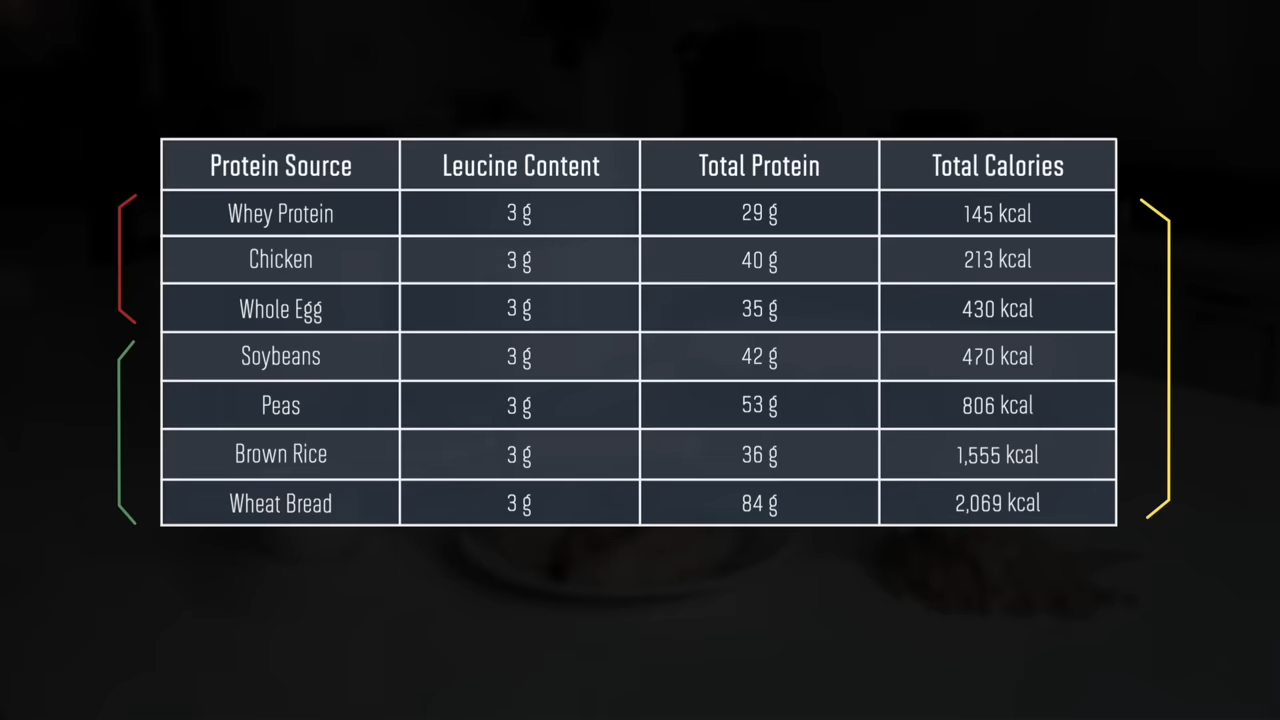 Protein Source Leucine Content Total Protein Total Calories
Whey Protein 3 g 29 g 145 kcal
Chicken 3 g 40 g 213 kcal
Whole Egg 3 g 35 g 430 kcal
Soybeans 3 g 42 g 470 kcal
Peas 3 g 53 g 806 kcal
Brown Rice 3 g 36 g 1,555 kcal
Wheat Bread 3 g 84 g 2,069 kcal